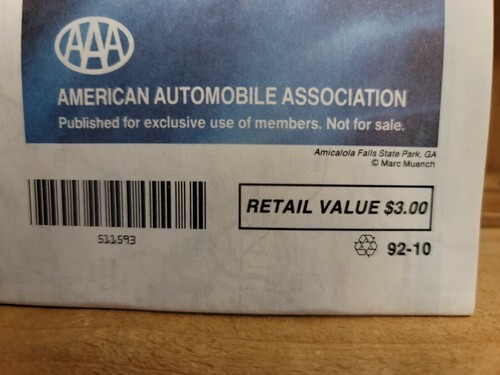 AAA
AMERICAN AUTOMOBILE ASSOCIATION
Published for exclusive use of members. Not for sale.
Amicalola Falls State Park, GA
© Marc Muench
511593
RETAIL VALUE $3.00
92-10